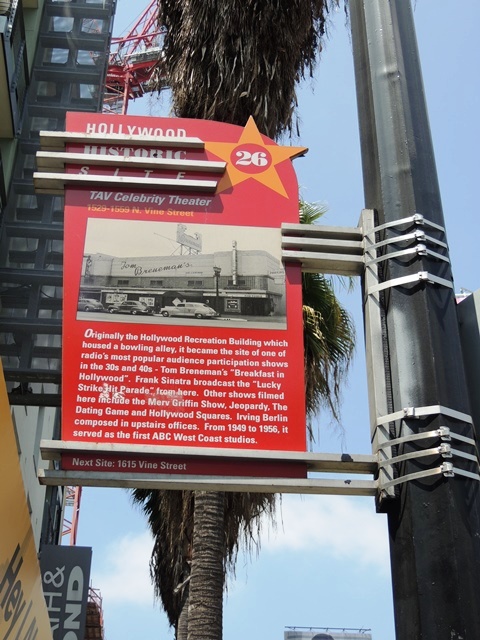 HOLLYWOOD
HISTORIC
SITE
26
TAV Celebrity Theater
1525-1555 N. Vine Street
Tom Breneman's
Originally the Hollywood Recreation Building which
housed a bowling alley, it became the site of one of
radio's most popular audience participation shows
in the 30s and 40s - Tom Breneman's "Breakfast in
Hollywood". Frank Sinatra broadcast the "Lucky
Strike Hit Parade" from here. Other shows filmed
here include the Merv Griffin Show, Jeopardy, The
Dating Game and Hollywood Squares. Irving Berlin
composed in upstairs offices. From 1949 to 1956, it
served as the first ABC West Coast studios.
Next Site: 1615 Vine Street
Hey
&
OND